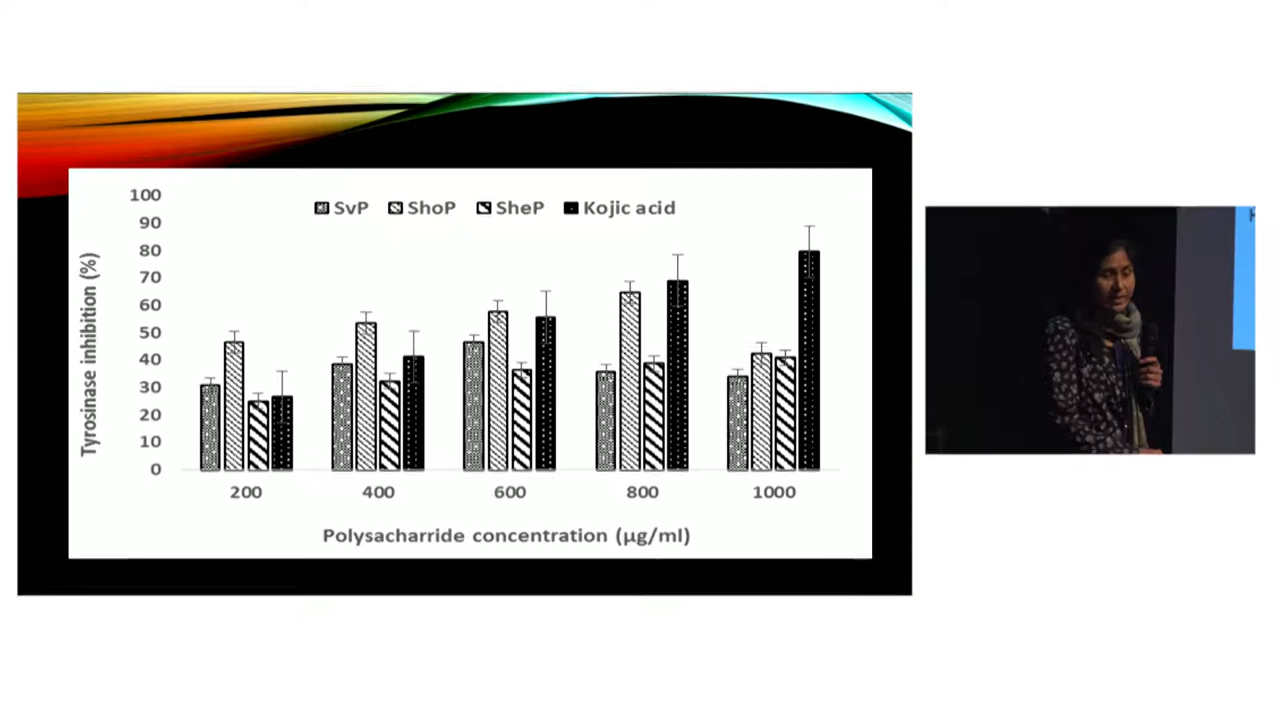 100
90
80
70
60
50
40
30
20
10
0
Tyrosinase inhibition (%)
SvP ShoP SheP Kojic acid
200 400 600 800 1000
Polysacharride concentration (µg/ml)